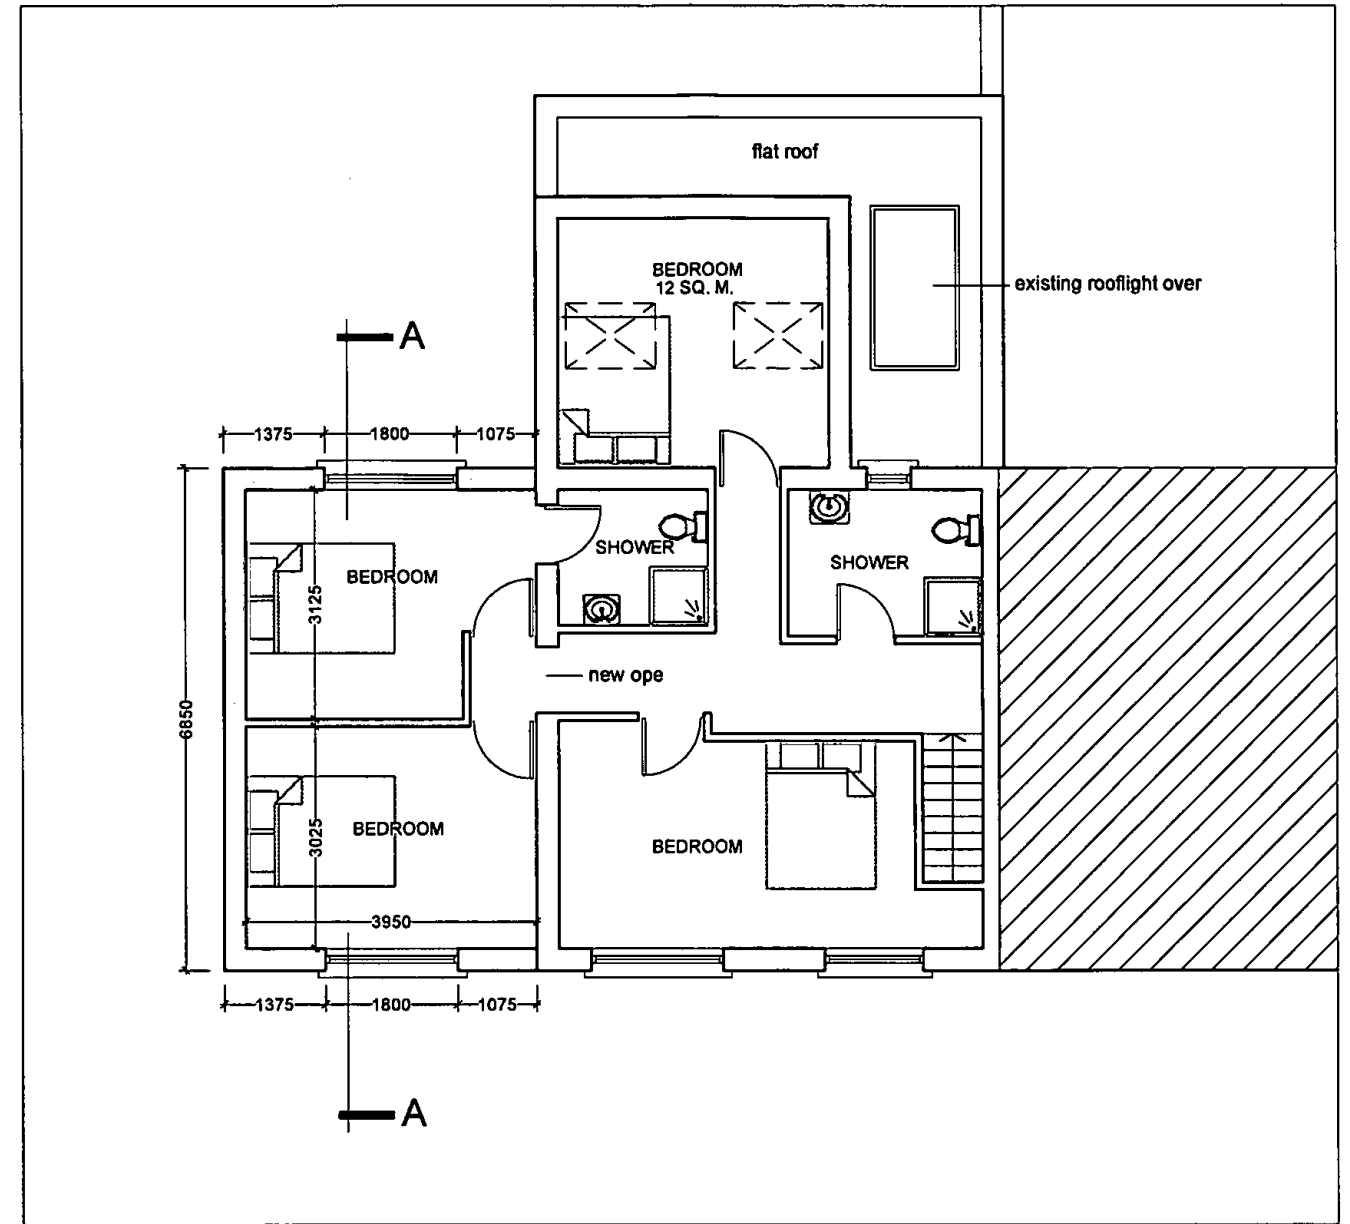 flat roof
BEDROOM
12 SQ. M.
existing rooflight over
A
1375
1800
1075
SHOWER
SHOWER
BEDROOM
3125
new ope
6850
3025
BEDROOM
BEDROOM
3950
1375
1800
1075
A